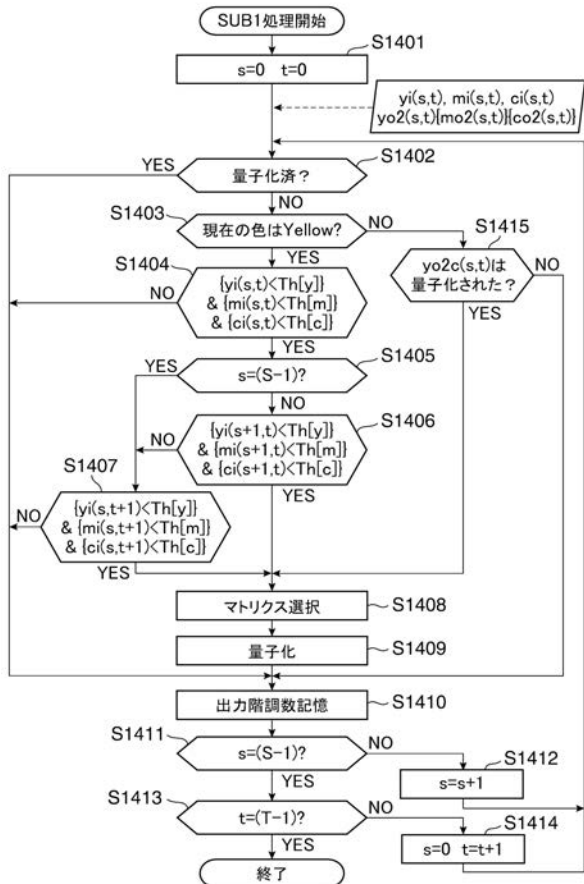 SUB1処理開始
S1401
s=0 t=0
yi(s,t), mi(s,t), ci(s,t)
yo2(s,t){mo2(s,t)}{co2(s,t)}
S1402
YES
量子化済？
NO
S1403
現在の色はYellow?
NO
S1415
YES
yo2c(s,t)は
量子化された？
NO
YES
S1404
{yi(s,t)<Th[y]}
& {mi(s,t)<Th[m]}
& {ci(s,t)<Th[c]}
NO
YES
S1405
YES
s=(S-1)?
NO
S1406
{yi(s+1,t)<Th[y]}
& {mi(s+1,t)<Th[m]}
& {ci(s+1,t)<Th[c]}
NO
YES
S1407
{yi(s,t+1)<Th[y]}
& {mi(s,t+1)<Th[m]}
& {ci(s,t+1)<Th[c]}
NO
YES
マトリクス選択
S1408
量子化
S1409
出力階調数記憶
S1410
S1411
s=(S-1)?
NO
S1412
s=s+1
YES
S1413
t=(T-1)?
NO
S1414
s=0 t=t+1
YES
終了